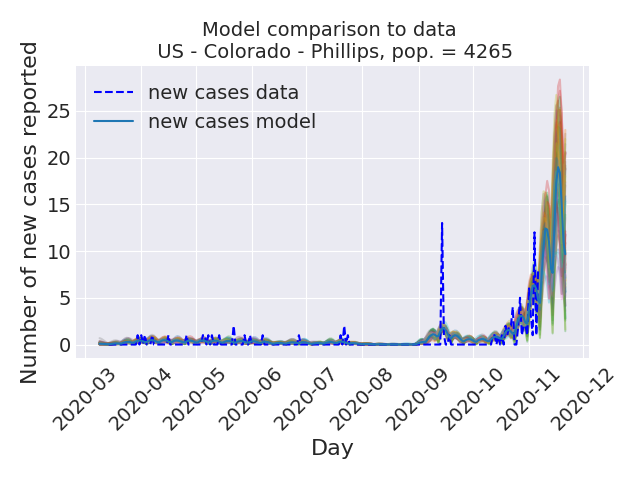 Model comparison to data
US - Colorado - Phillips, pop. = 4265
new cases data
new cases model
Number of new cases reported
25
20
15
10
5
0
2020-03
2020-04
2020-05
2020-06
2020-07
2020-08
2020-09
2020-10
2020-11
2020-12
Day